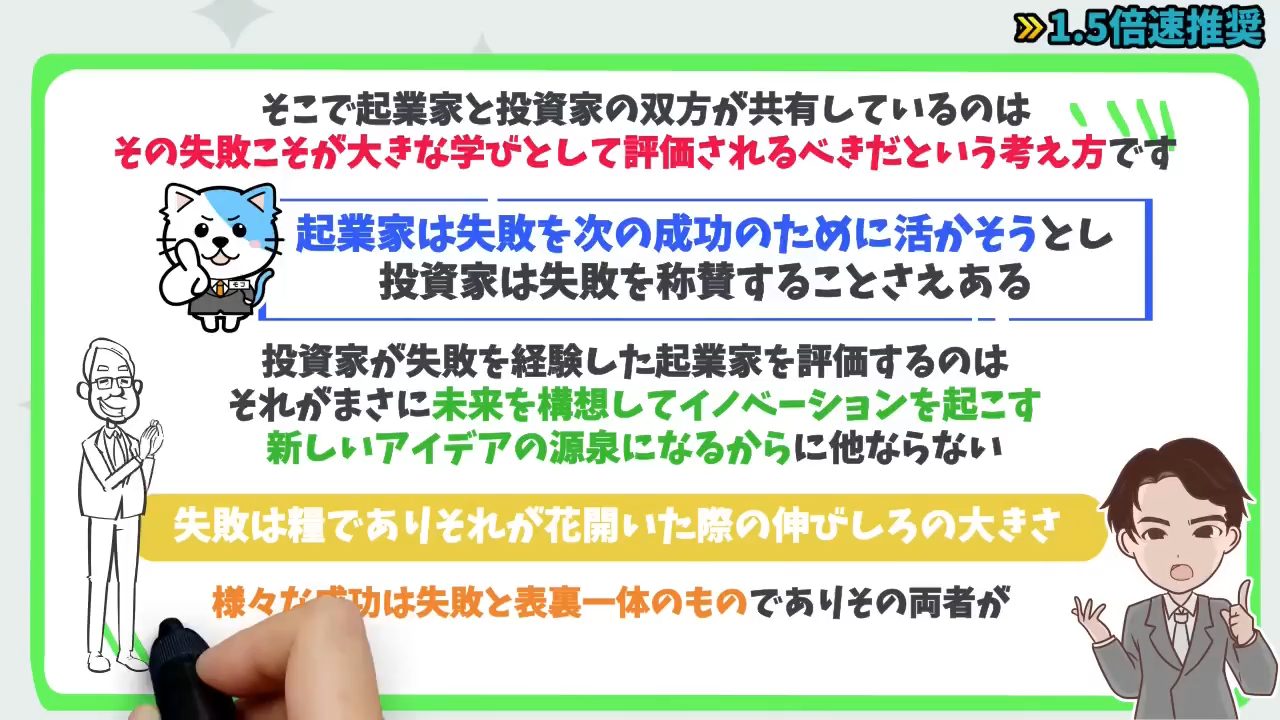 1.5倍速推奨
そこで起業家と投資家の双方が共有しているのは
その失敗こそが大きな学びとして評価されるべきだという考え方です
起業家は失敗を次の成功のために活かそうとし
投資家は失敗を称賛することさえある
モコ
投資家が失敗を経験した起業家を評価するのは
それがまさに未来を構想してイノベーションを起こす
新しいアイデアの源泉になるからに他ならない
失敗は糧でありそれが花開いた際の伸びしろの大きさ
様々な成功は失敗と表裏一体のものでありその両者が